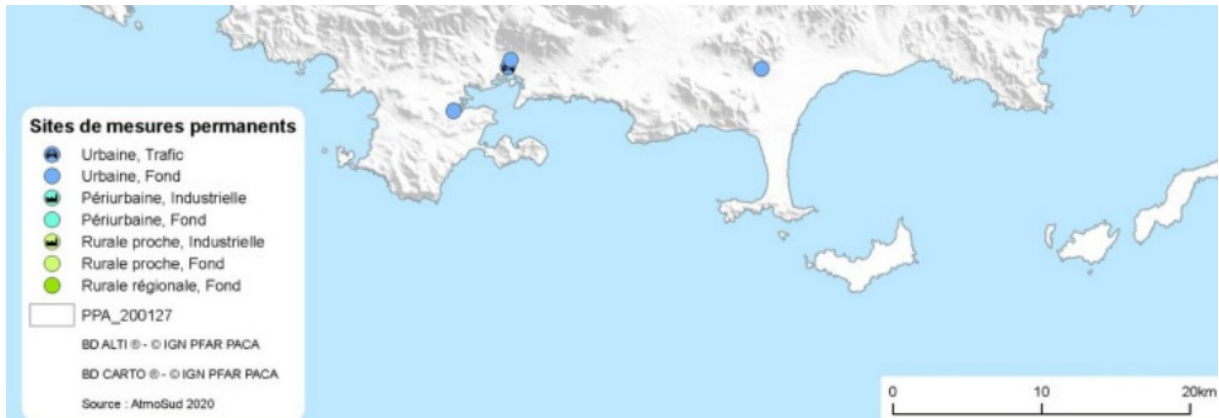 Sites de mesures permanents
Urbaine, Trafic
Urbaine, Fond
Périurbaine, Industrielle
Périurbaine, Fond
Rurale proche, Industrielle
Rurale proche, Fond
Rurale régionale, Fond
PPA_200127
BD ALTI ® - © IGN PFAR PACA
BD CARTO ® - © IGN PFAR PACA
Source : AtmoSud 2020
0 10 20km